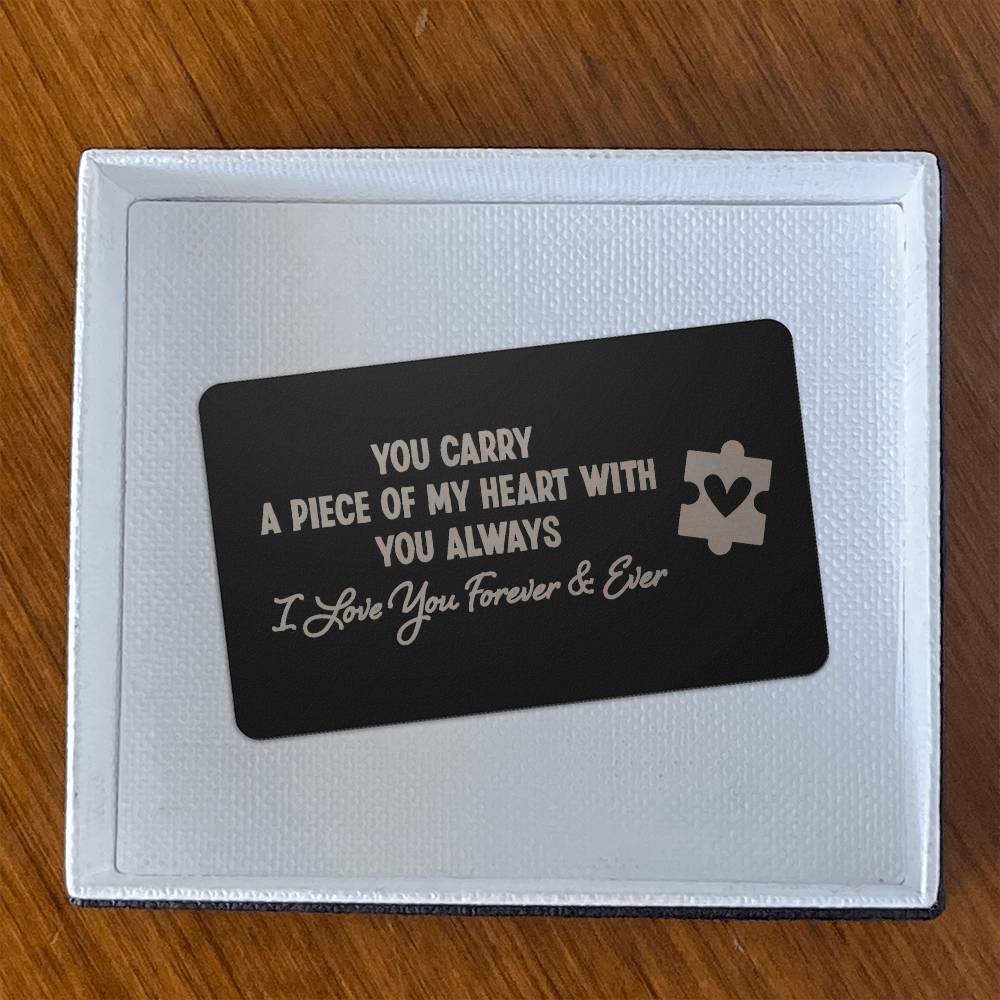 YOU CARRY
A PIECE OF MY HEART WITH
YOU ALWAYS
I Love You Forever & Ever